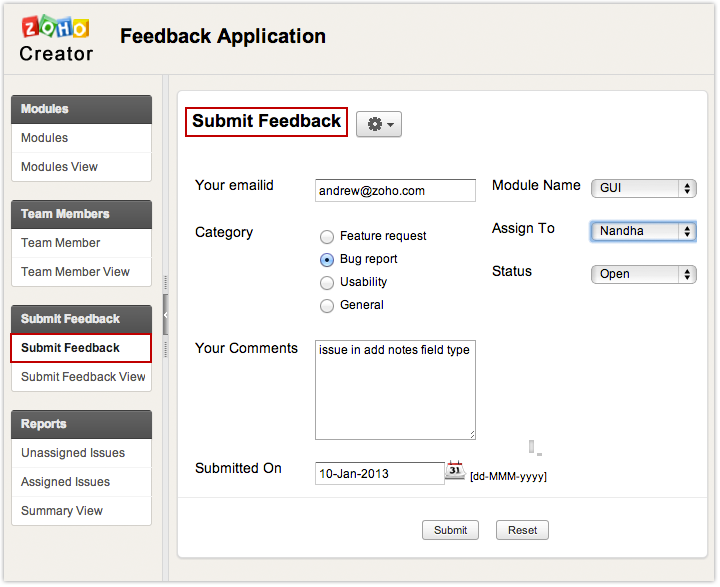 ZOHO
Creator
Feedback Application
Modules
Modules
Modules View
Team Members
Team Member
Team Member View
Submit Feedback
Submit Feedback
Submit Feedback View
Reports
Unassigned Issues
Assigned Issues
Summary View
Submit Feedback
Your emailid
andrew@zoho.com
Module Name
GUI
Category
Feature request
Bug report
Usability
General
Assign To
Nandha
Status
Open
Your Comments
issue in add notes field type
Submitted On
10-Jan-2013
31
[dd-MMM-yyyy]
Submit
Reset